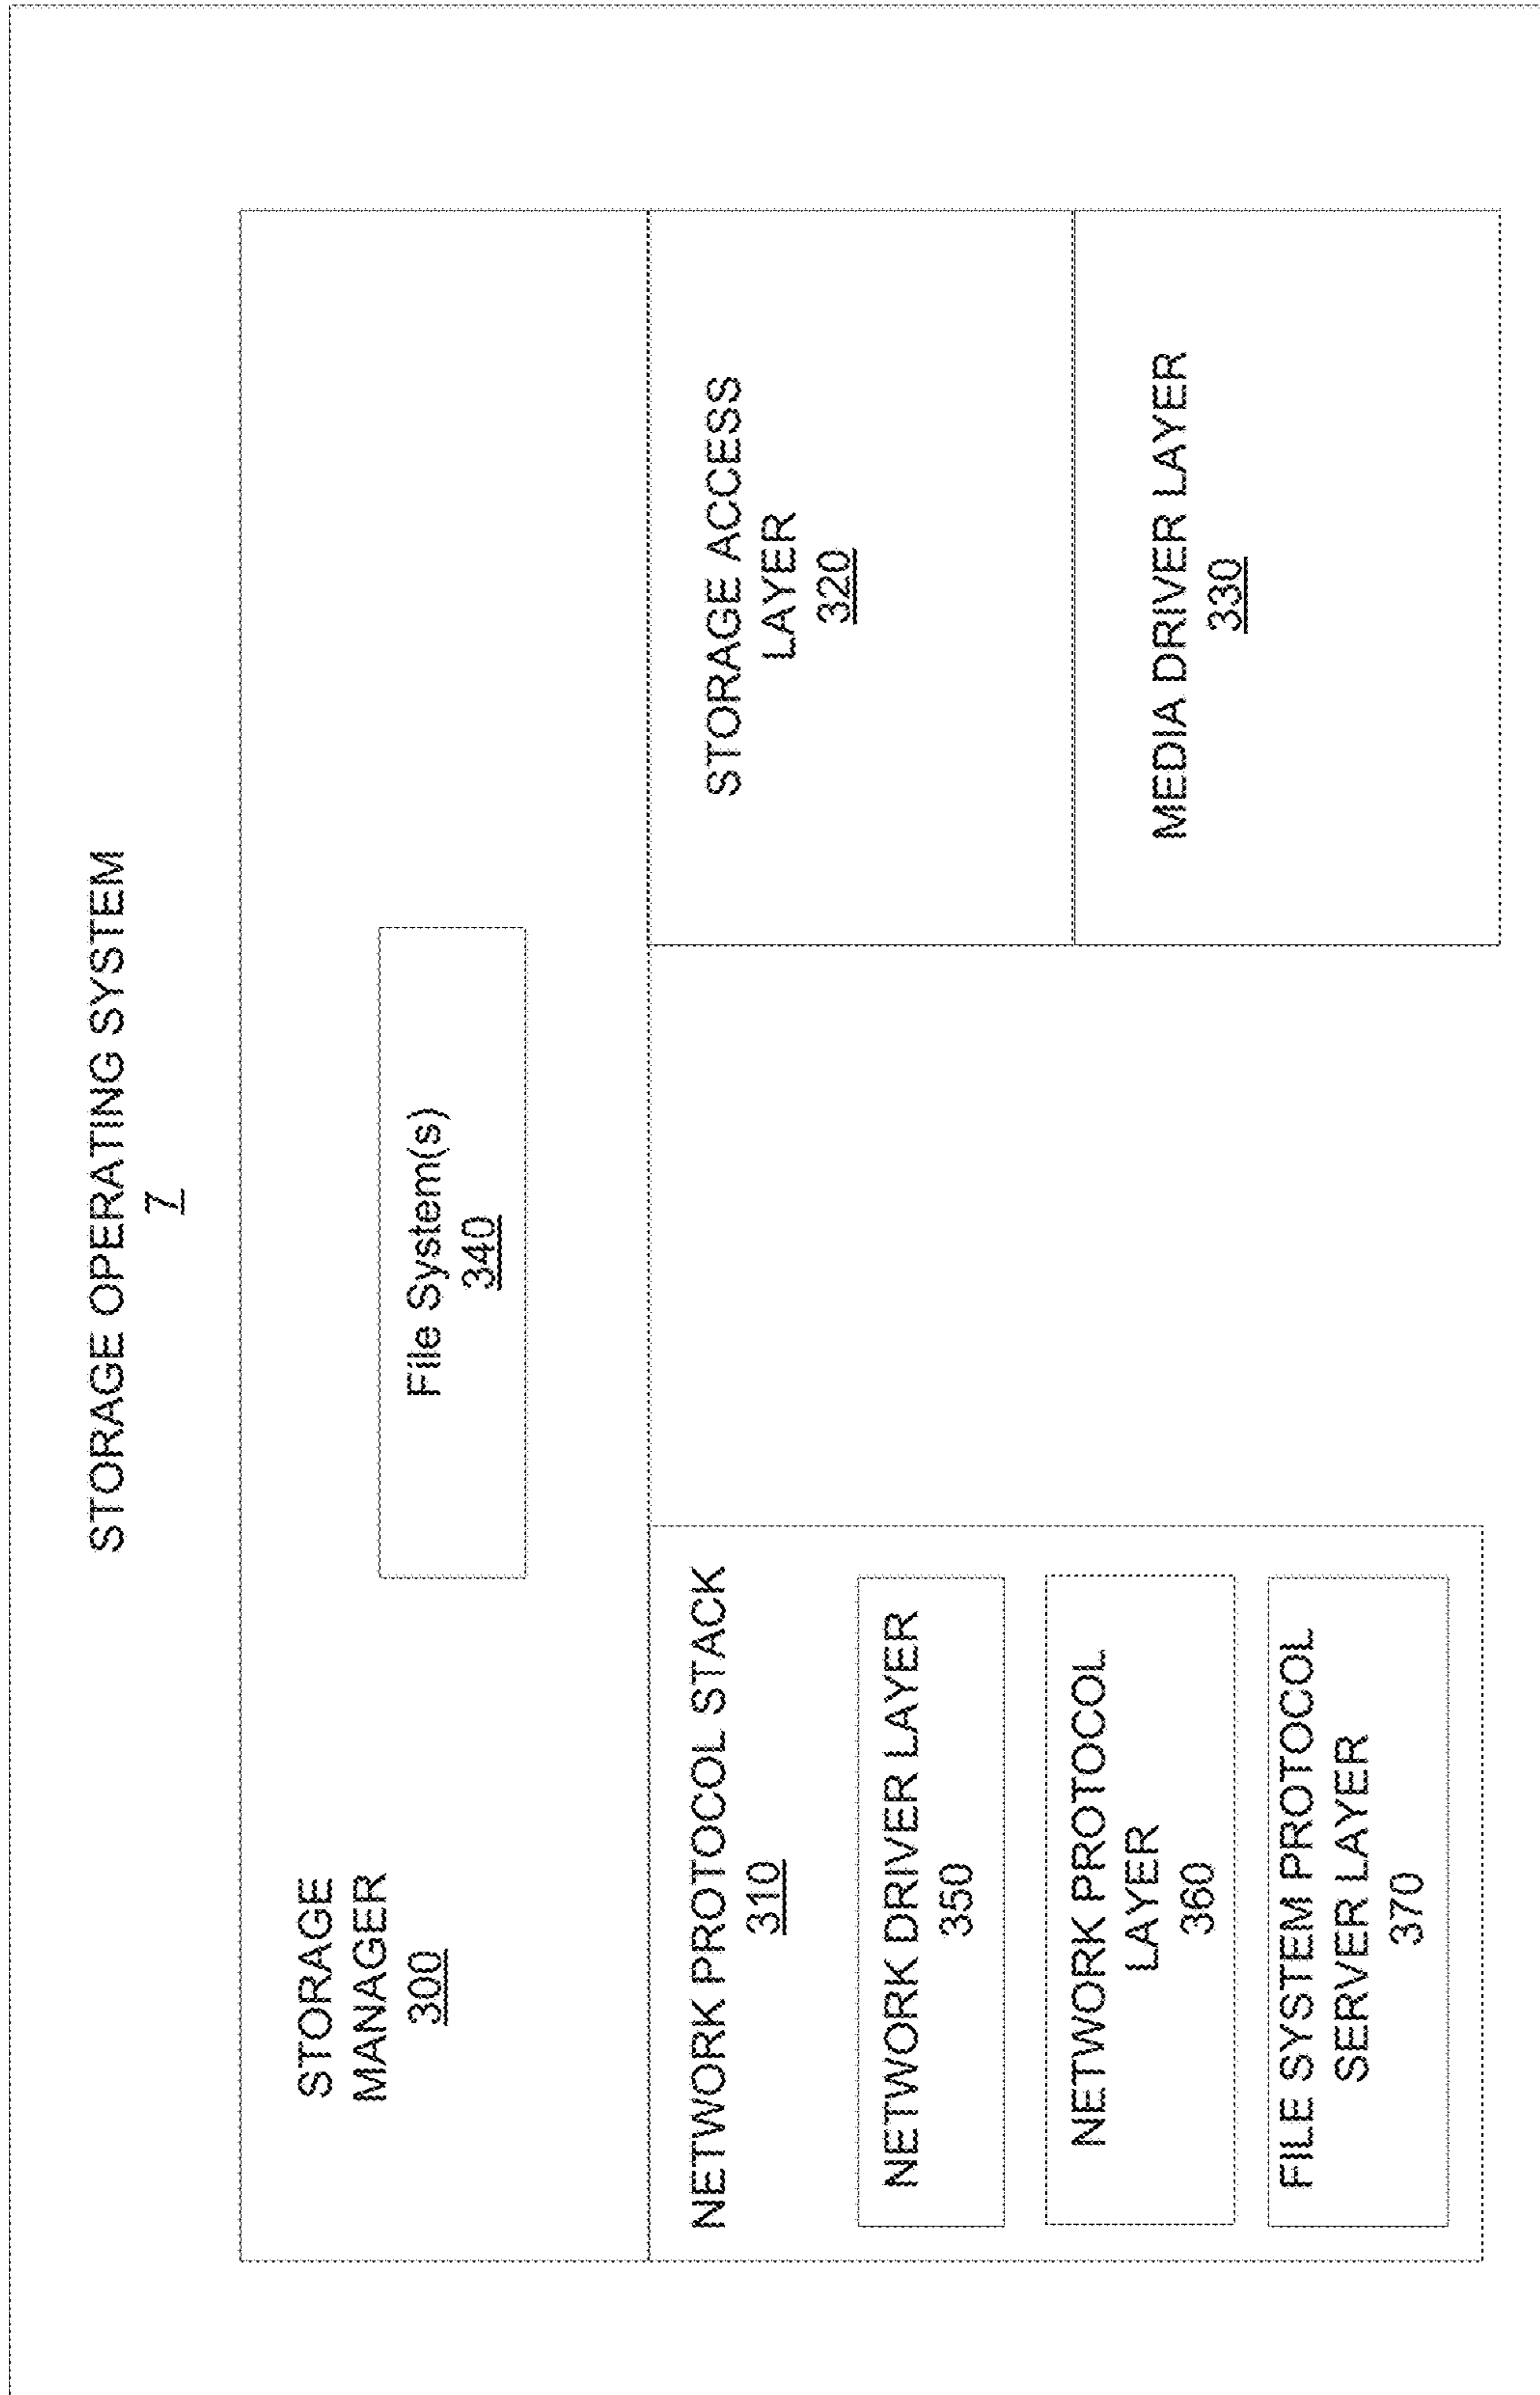 STORAGE OPERATING SYSTEM
7
STORAGE
MANAGER
300
File System(s)
340
NETWORK PROTOCOL STACK
310
NETWORK DRIVER LAYER
350
NETWORK PROTOCOL
LAYER
360
FILE SYSTEM PROTOCOL
SERVER LAYER
370
STORAGE ACCESS
LAYER
320
MEDIA DRIVER LAYER
330